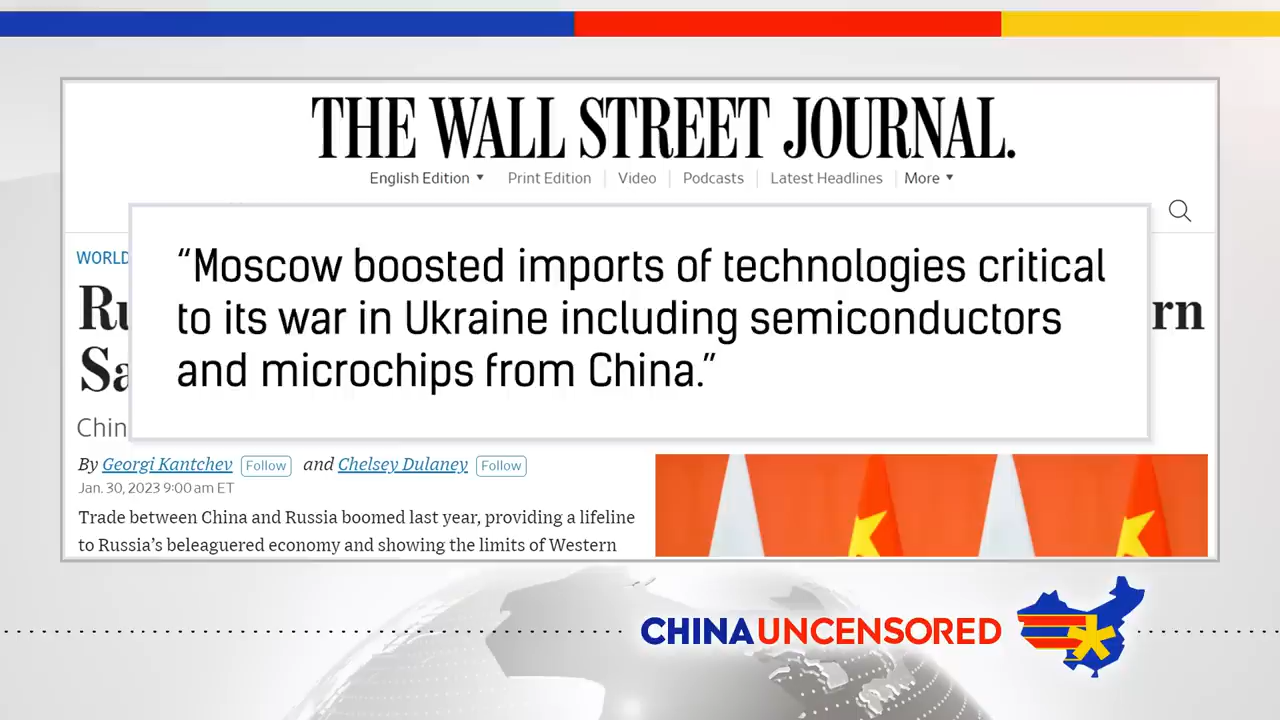 THE WALL STREET JOURNAL.
English Edition ▼ Print Edition Video Podcasts Latest Headlines More ▼
WORLD
“Moscow boosted imports of technologies critical
to its war in Ukraine including semiconductors
and microchips from China.”
By Georgi Kantchev Follow and Chelsey Dulaney Follow
Jan. 30, 2023 9:00 am ET
Trade between China and Russia boomed last year, providing a lifeline
to Russia’s beleaguered economy and showing the limits of Western
CHINA UNCENSORED